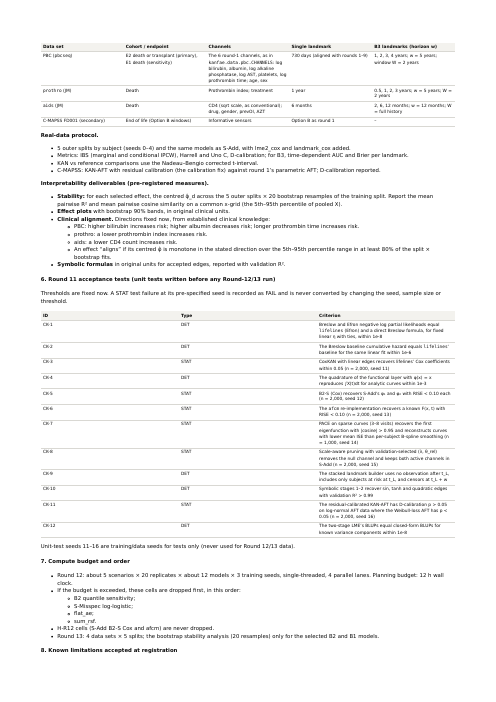 Data set Cohort / endpoint Channels Single landmark B3 landmarks (horizon w)
PBC (pbcseq) E2 death or transplant (primary), The 6 round-1 channels, as in 730 days (aligned with rounds 1–9) 1, 2, 3, 4 years; w = 5 years;
E1 death (sensitivity) kanfae.data.pbc.CHANNELS: log window W = 2 years
bilirubin, albumin, log alkaline
phosphatase, log AST, platelets, log
prothrombin time; age, sex
prothro (JM) Death Prothrombin index; treatment 1 year 0.5, 1, 2, 3 years; w = 5 years; W =
2 years
aids (JM) Death CD4 (sqrt scale, as conventional); 6 months 2, 6, 12 months; w = 12 months; W
drug, gender, prevOI, AZT = full history
C-MAPSS FD001 (secondary) End of life (Option B windows) Informative sensors Option B as in round 1 –
Real-data protocol.
• 5 outer splits by subject (seeds 0–4) and the same models as S-Add, with lme2_cox and landmark_cox added.
• Metrics: IBS (marginal and conditional IPCW), Harrell and Uno C, D-calibration; for B3, time-dependent AUC and Brier per landmark.
• KAN vs reference comparisons use the Nadeau–Bengio corrected t-interval.
• C-MAPSS: KAN-AFT with residual calibration (the calibration fix) against round 1's parametric AFT; D-calibration reported.
Interpretability deliverables (pre-registered measures).
• Stability: for each selected effect, the centred ϕ_d across the 5 outer splits × 20 bootstrap resamples of the training split. Report the mean
pairwise R² and mean pairwise cosine similarity on a common x-grid (the 5th–95th percentile of pooled X).
• Effect plots with bootstrap 90% bands, in original clinical units.
• Clinical alignment. Directions fixed now, from established clinical knowledge:
○ PBC: higher bilirubin increases risk; higher albumin decreases risk; longer prothrombin time increases risk.
○ prothro: a lower prothrombin index increases risk.
○ aids: a lower CD4 count increases risk.
○ An effect "aligns" if its centred ϕ is monotone in the stated direction over the 5th–95th percentile range in at least 80% of the split ×
bootstrap fits.
• Symbolic formulas in original units for accepted edges, reported with validation R².
6. Round 11 acceptance tests (unit tests written before any Round-12/13 run)
Thresholds are fixed now. A STAT test failure at its pre-specified seed is recorded as FAIL and is never converted by changing the seed, sample size or
threshold.
ID Type Criterion
CK-1 DET Breslow and Efron negative log partial likelihoods equal
lifelines (Efron) and a direct Breslow formula, for fixed
linear η with ties, within 1e-8
CK-2 DET The Breslow baseline cumulative hazard equals lifelines'
baseline for the same linear fit within 1e-6
CK-3 STAT CoxKAN with linear edges recovers lifelines' Cox coefficients
within 0.05 (n = 2,000, seed 11)
CK-4 DET The quadrature of the functional layer with φ(x) = x
reproduces ∫X(t)dt for analytic curves within 1e-3
CK-5 STAT B2-S (Cox) recovers S-Add's φ₁ and φ₂ with RISE < 0.10 each
(n = 2,000, seed 12)
CK-6 STAT The afcm re-implementation recovers a known F(x, t) with
RISE < 0.10 (n = 2,000, seed 13)
CK-7 STAT PACE on sparse curves (3–8 visits) recovers the first
eigenfunction with |cosine| > 0.95 and reconstructs curves
with lower mean ISE than per-subject B-spline smoothing (n
= 1,000, seed 14)
CK-8 STAT Scale-aware pruning with validation-selected (λ, θ_rel)
removes the null channel and keeps both active channels in
S-Add (n = 2,000, seed 15)
CK-9 DET The stacked landmark builder uses no observation after t_L,
includes only subjects at risk at t_L, and censors at t_L + w
CK-10 DET Symbolic stages 1–2 recover sin, tanh and quadratic edges
with validation R² > 0.99
CK-11 STAT The residual-calibrated KAN-AFT has D-calibration p > 0.05
on log-normal AFT data where the Weibull-loss AFT has p <
0.05 (n = 2,000, seed 16)
CK-12 DET The two-stage LME's BLUPs equal closed-form BLUPs for
known variance components within 1e-8
Unit-test seeds 11–16 are training/data seeds for tests only (never used for Round 12/13 data).
7. Compute budget and order
• Round 12: about 5 scenarios × 20 replicates × about 12 models × 3 training seeds, single-threaded, 4 parallel lanes. Planning budget: 12 h wall
clock.
• If the budget is exceeded, these cells are dropped first, in this order:
○ B2 quantile sensitivity;
○ S-Misspec log-logistic;
○ flat_ae;
○ sum_rsf.
• H-R12 cells (S-Add B2-S Cox and afcm) are never dropped.
• Round 13: 4 data sets × 5 splits; the bootstrap stability analysis (20 resamples) only for the selected B2 and B1 models.
8. Known limitations accepted at registration